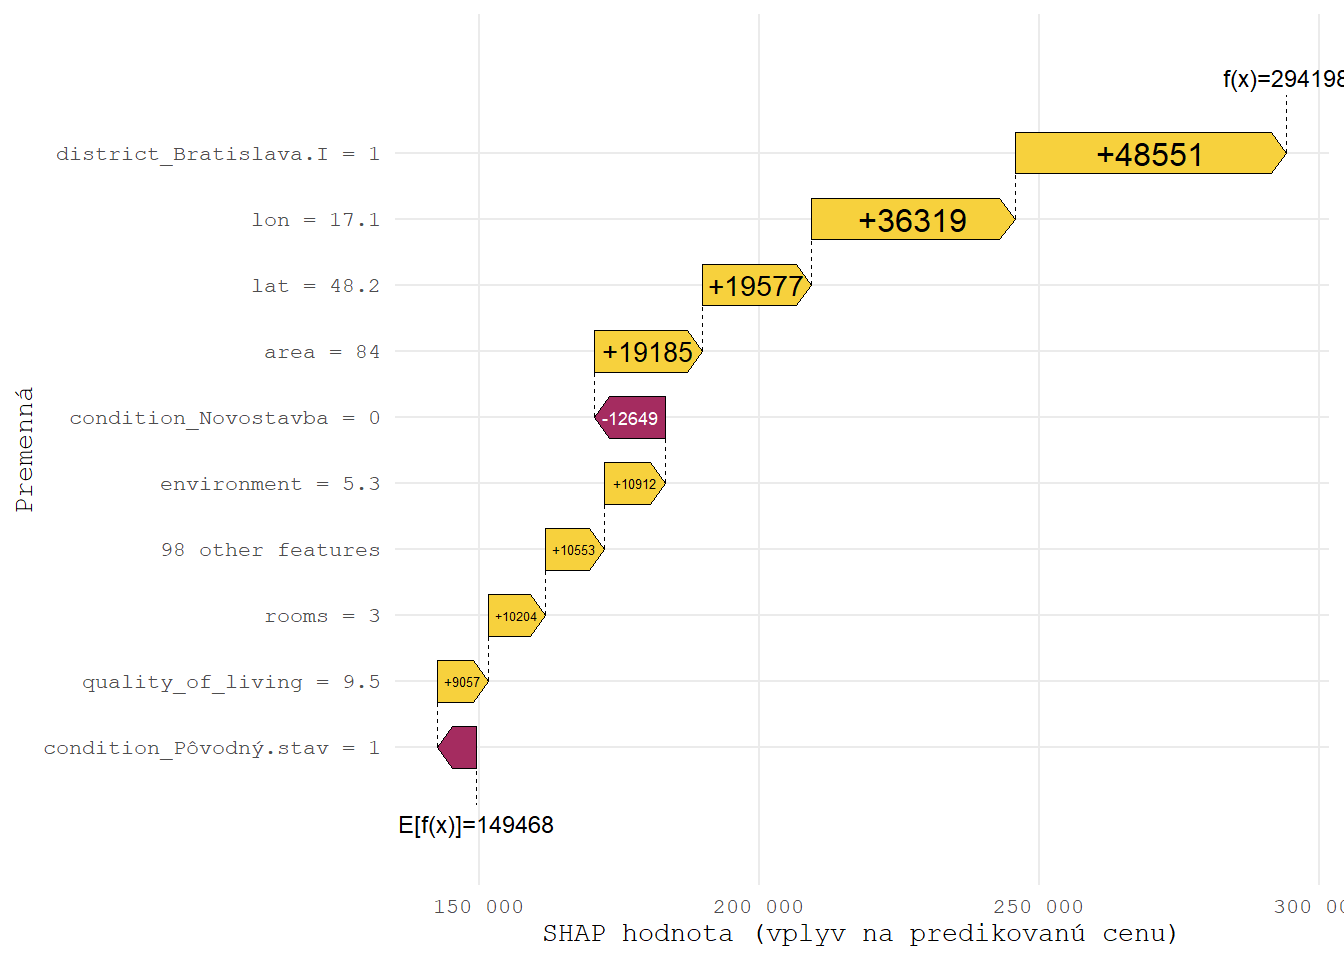 f(x)=294198
district_Bratislava.I = 1
+48551
lon = 17.1
+36319
lat = 48.2
+19577
area = 84
+19185
condition_Novostavba = 0
-12649
environment = 5.3
+10912
98 other features
+10553
rooms = 3
+10204
quality_of_living = 9.5
+9057
condition_Pôvodný.stav = 1
E[f(x)]=149468
Premenná
150 000
200 000
250 000
300 00
SHAP hodnota (vplyv na predikovanú cenu)